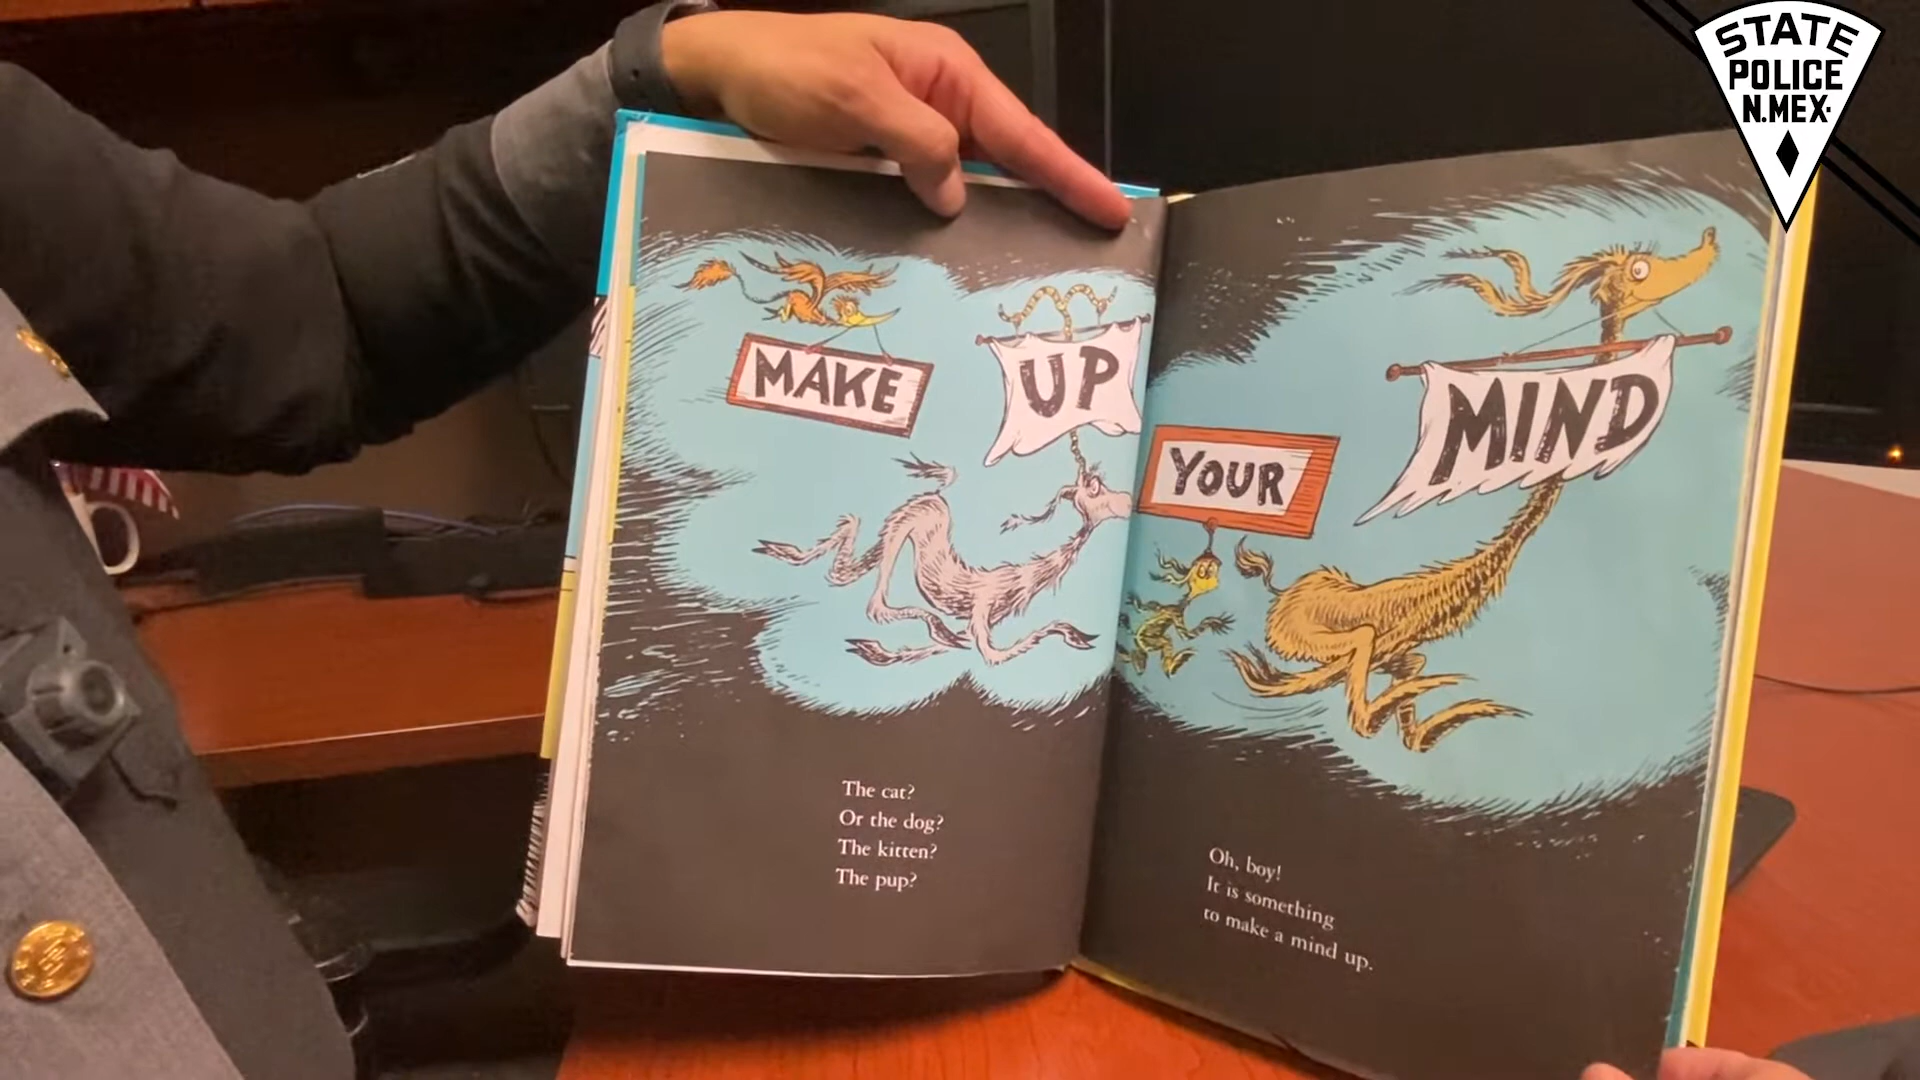 STATE
POLICE
N.MEX.
MAKE
UP
YOUR
MIND
The cat?
Or the dog?
The kitten?
The pup?
Oh, boy!
It is something
to make a mind up.